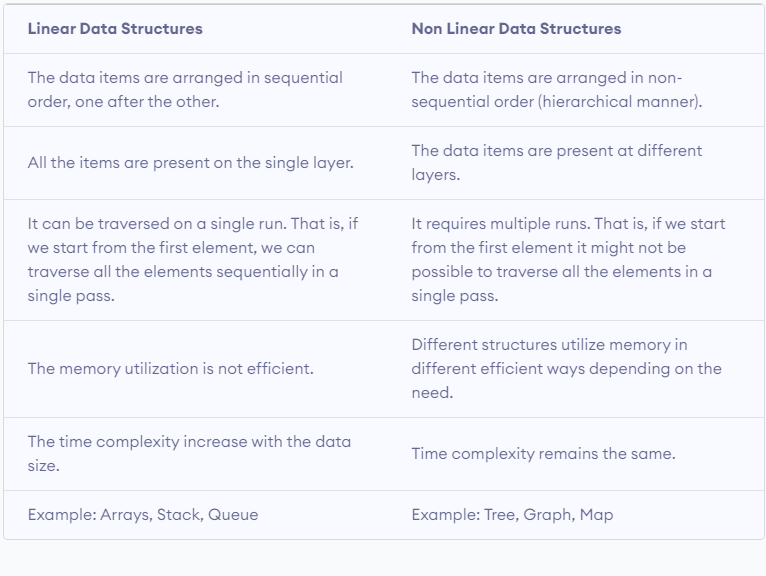 Linear Data Structures
Non Linear Data Structures
The data items are arranged in sequential
order, one after the other.
The data items are arranged in non-
sequential order (hierarchical manner).
All the items are present on the single layer.
The data items are present at different
layers.
It can be traversed on a single run. That is, if
we start from the first element, we can
traverse all the elements sequentially in a
single pass.
It requires multiple runs. That is, if we start
from the first element it might not be
possible to traverse all the elements in a
single pass.
The memory utilization is not efficient.
Different structures utilize memory in
different efficient ways depending on the
need.
The time complexity increase with the data
size.
Time complexity remains the same.
Example: Arrays, Stack, Queue
Example: Tree, Graph, Map